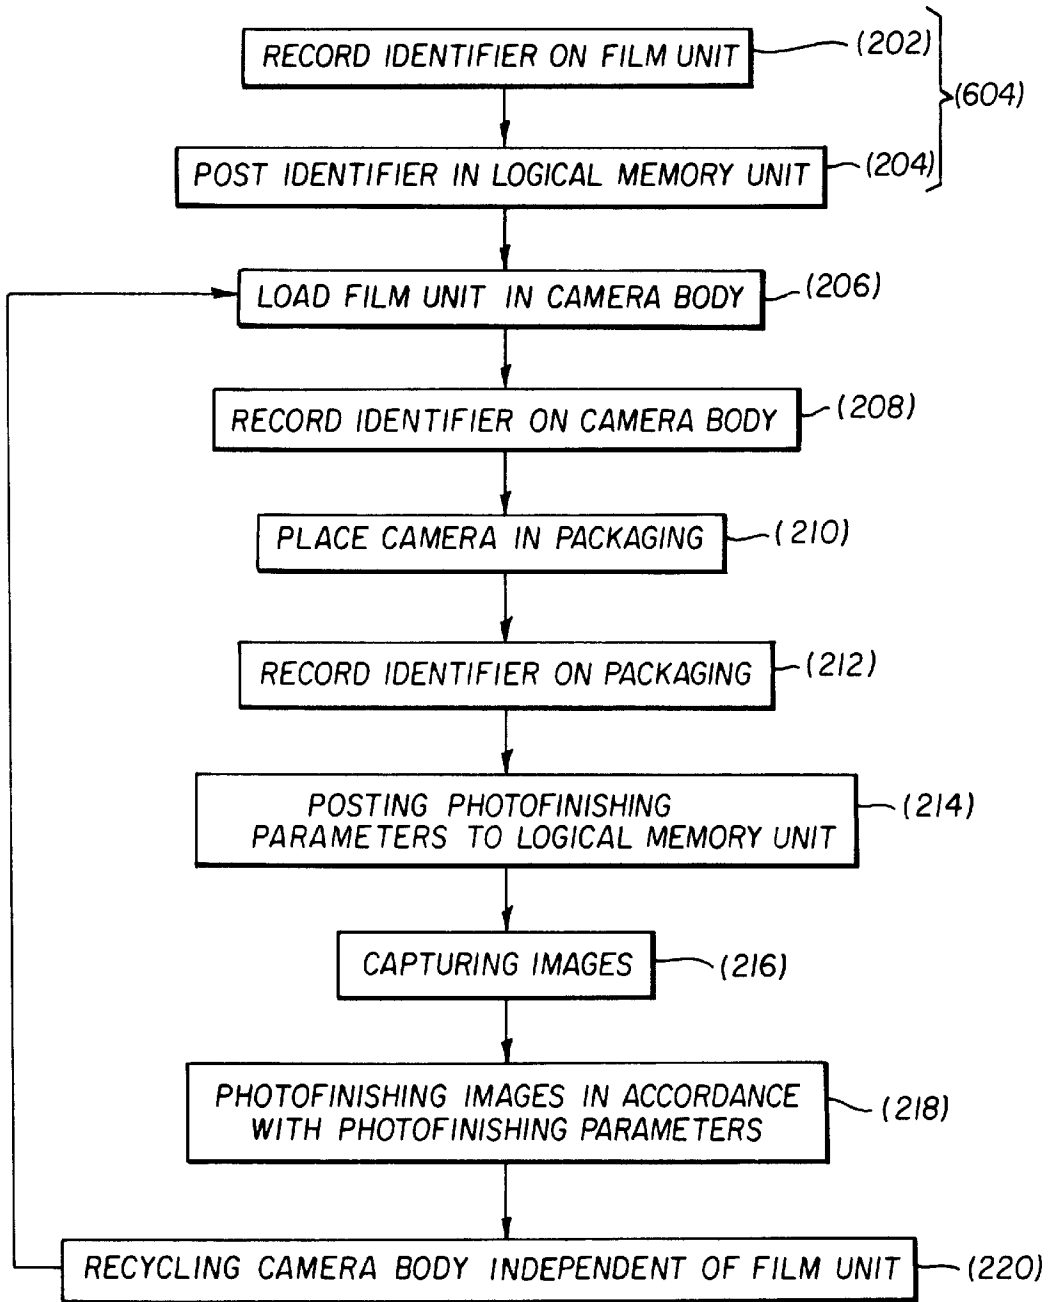 RECORD IDENTIFIER ON FILM UNIT (202)
(604)
POST IDENTIFIER IN LOGICAL MEMORY UNIT (204)
LOAD FILM UNIT IN CAMERA BODY (206)
RECORD IDENTIFIER ON CAMERA BODY (208)
PLACE CAMERA IN PACKAGING (210)
RECORD IDENTIFIER ON PACKAGING (212)
POSTING PHOTOFINISHING (214)
PARAMETERS TO LOGICAL MEMORY UNIT
CAPTURING IMAGES (216)
PHOTOFINISHING IMAGES IN ACCORDANCE (218)
WITH PHOTOFINISHING PARAMETERS
RECYCLING CAMERA BODY INDEPENDENT OF FILM UNIT (220)